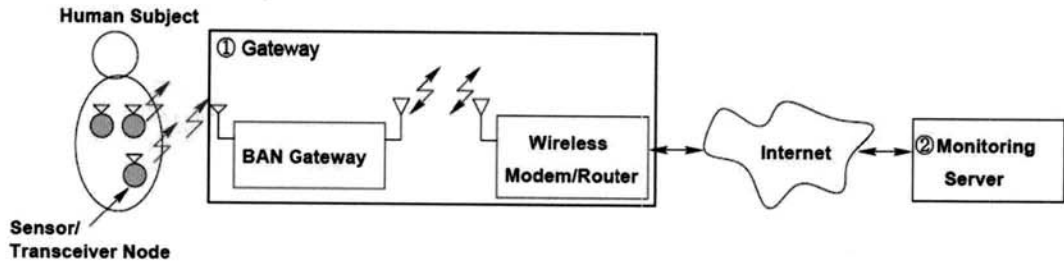 Human Subject
① Gateway
BAN Gateway
Wireless
Modem/Router
Internet
② Monitoring
Server
Sensor/
Transceiver Node